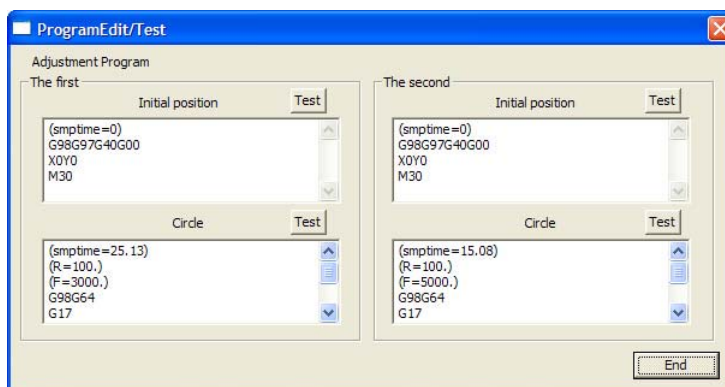 ProgramEdit/Test
Adjustment Program
The first
Initial position
Test
(smptime=0)
G98G97G40G00
X0Y0
M30
Circle
Test
(smptime=25.13)
(R=100.)
(F=3000.)
G98G64
G17
The second
Initial position
Test
(smptime=0)
G98G97G40G00
X0Y0
M30
Circle
Test
(smptime=15.08)
(R=100.)
(F=5000.)
G98G64
G17
End